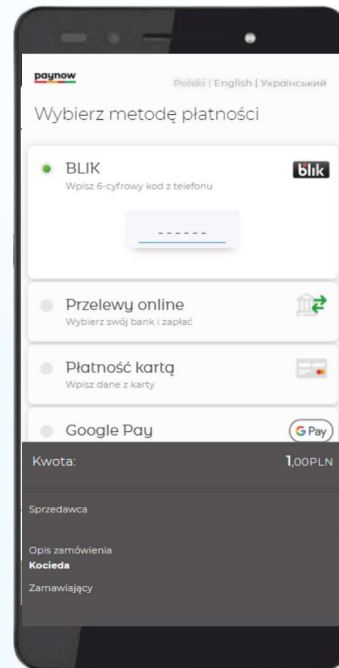 paynow
Polski | English | Український
Wybierz metodę płatności
BLIK
blik
Wpisz 6-cyfrowy kod z telefonu
------
Przelewy online
Wybierz swój bank i zapłać
Płatność kartą
Wpisz dane z karty
Google Pay
G Pay
Kwota: 1,00PLN
Sprzedawca
Opis zamówienia
Kocieda
Zamawiający